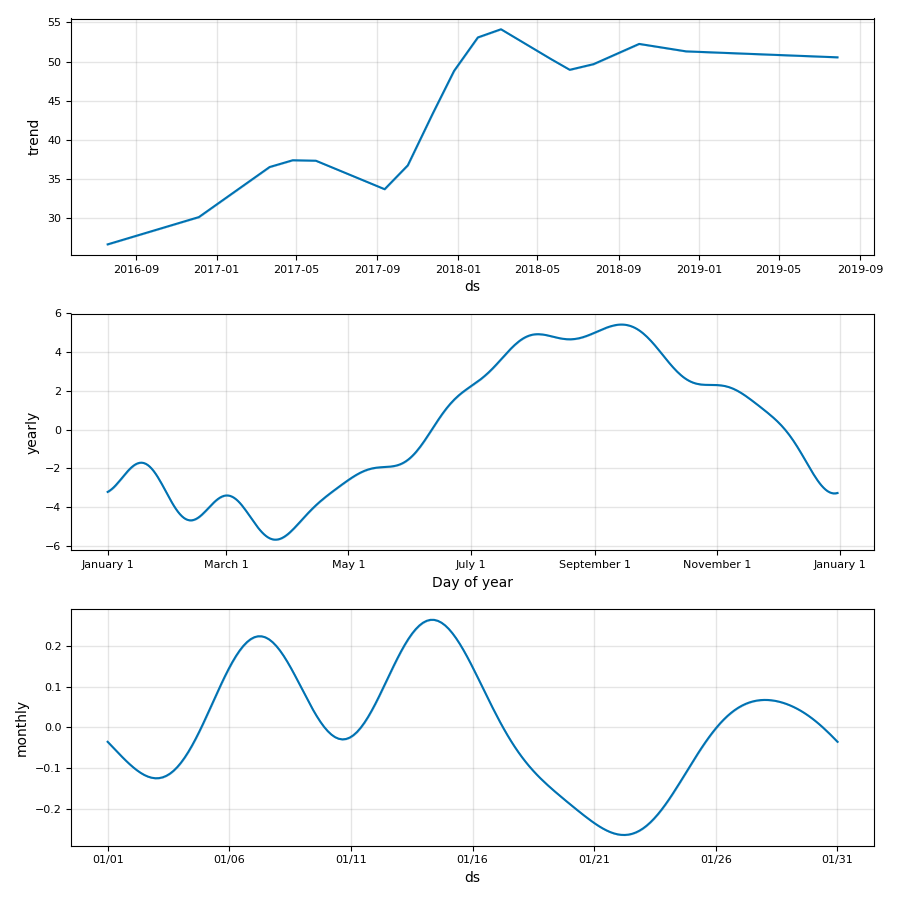 55
50
45
40
35
30
trend
2016-09 2017-01 2017-05 2017-09 2018-01 2018-05 2018-09 2019-01 2019-05 2019-09
ds
6
4
2
0
−2
−4
−6
yearly
January 1 March 1 May 1 July 1 September 1 November 1 January 1
Day of year
0.2
0.1
0.0
−0.1
−0.2
monthly
01/01 01/06 01/11 01/16 01/21 01/26 01/31
ds